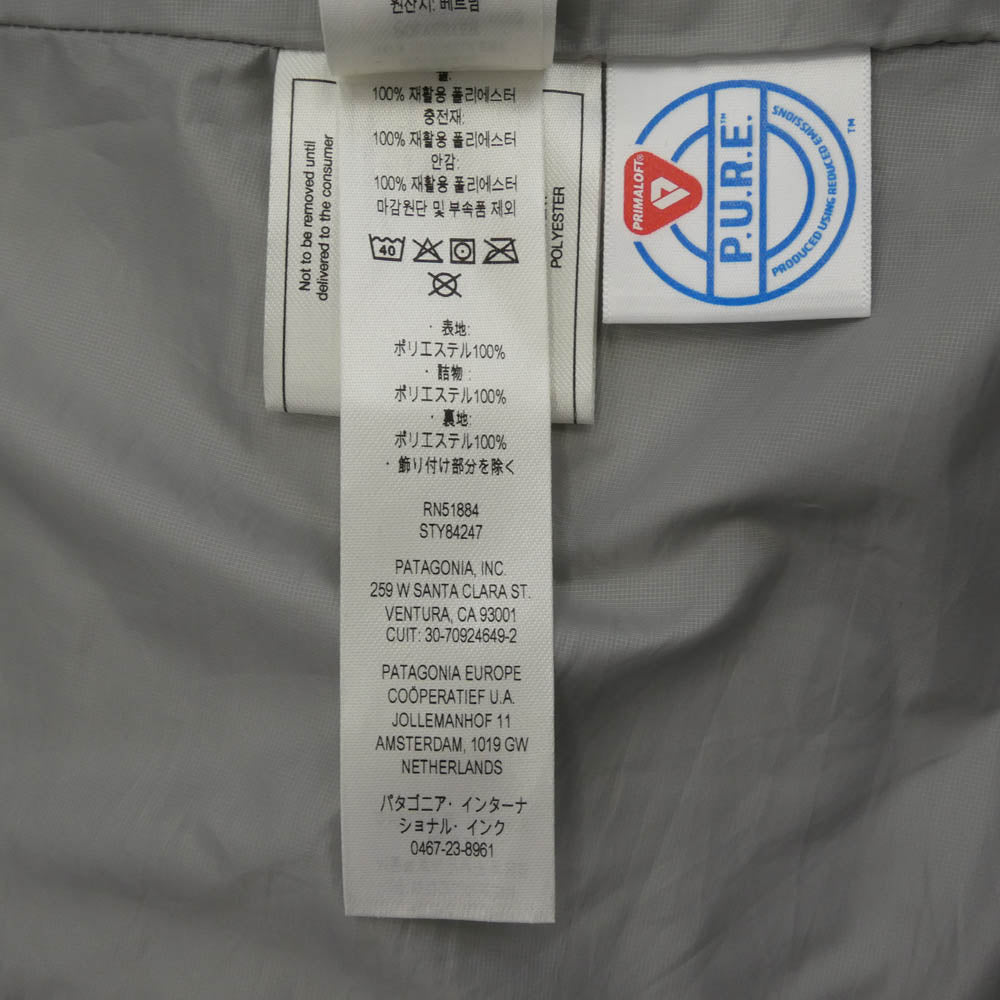 원산지: 베트남
겉:
100% 재활용 폴리에스터
충전재:
100% 재활용 폴리에스터
안감:
100% 재활용 폴리에스터
마감원단 및 부속품 제외
40
・表地:
ポリエステル100%
・詰物:
ポリエステル100%
・裏地:
ポリエステル100%
・飾り付け部分を除く
RN51884
STY84247
PATAGONIA, INC.
259 W SANTA CLARA ST.
VENTURA, CA 93001
CUIT: 30-70924649-2
PATAGONIA EUROPE
COÖPERATIEF U.A.
JOLLEMANHOF 11
AMSTERDAM, 1019 GW
NETHERLANDS
パタゴニア・インターナ
ショナル・インク
0467-23-8961
Not to be removed until
delivered to the consumer
POLYESTER
PRIMALOFT®
P.U.R.E.™
PRODUCED USING REDUCED EMISSIONS
™